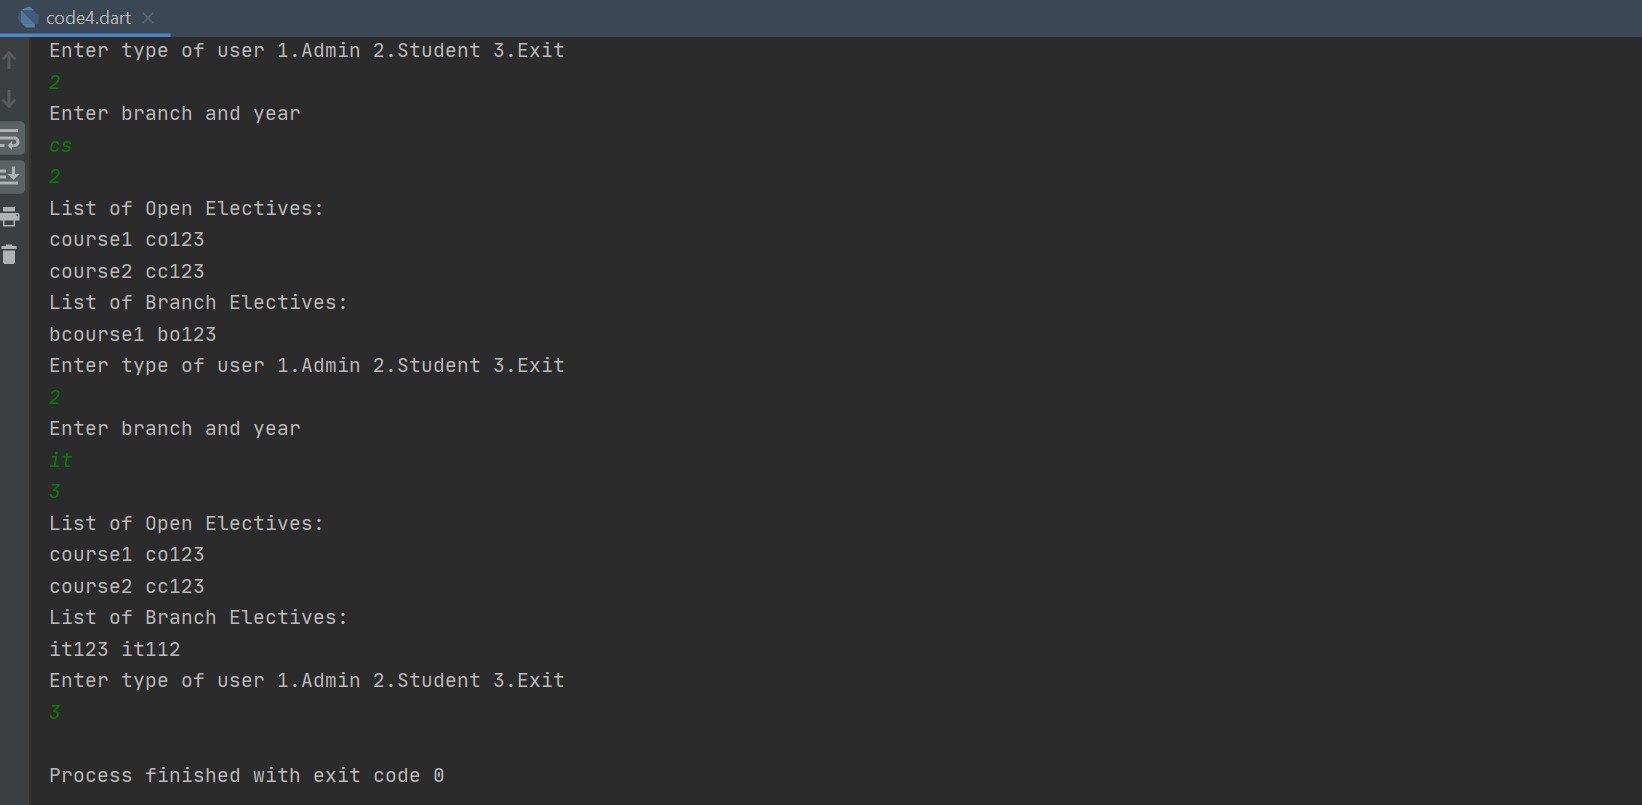 code4.dart
Enter type of user 1.Admin 2.Student 3.Exit
2
Enter branch and year
cs
2
List of Open Electives:
course1 co123
course2 cc123
List of Branch Electives:
bcourse1 bo123
Enter type of user 1.Admin 2.Student 3.Exit
2
Enter branch and year
it
3
List of Open Electives:
course1 co123
course2 cc123
List of Branch Electives:
it123 it112
Enter type of user 1.Admin 2.Student 3.Exit
3
Process finished with exit code 0